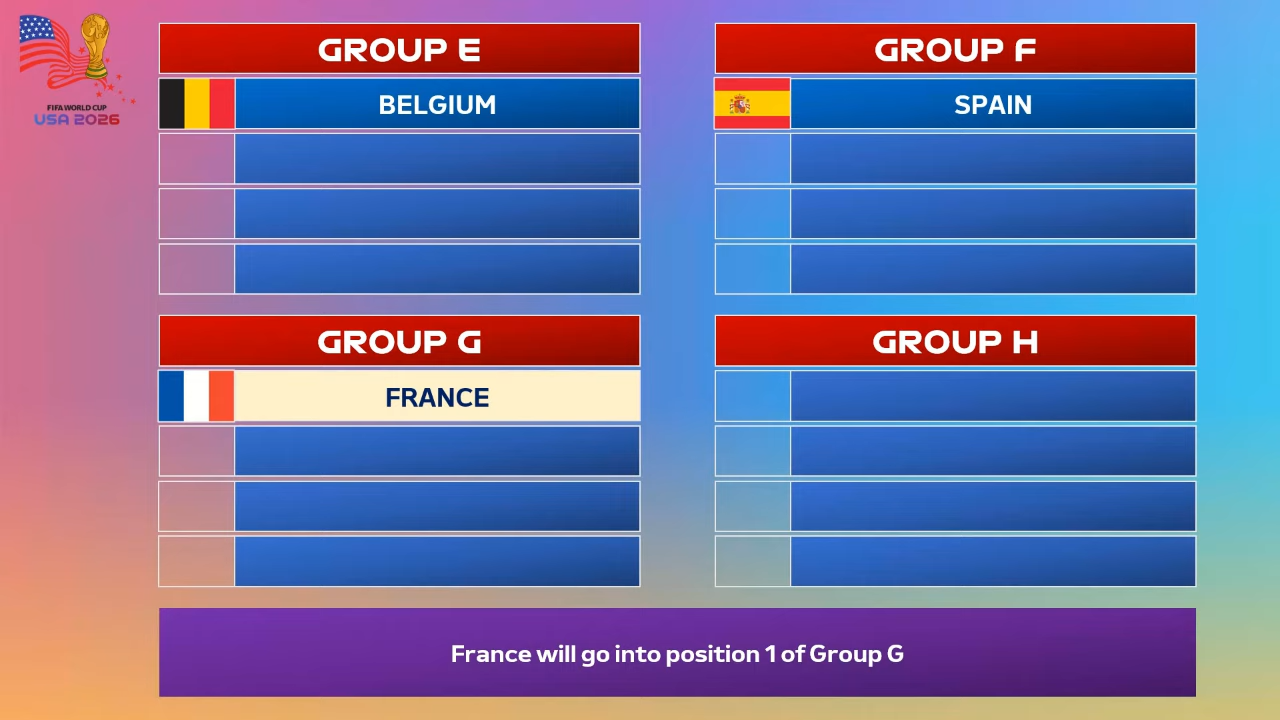 FIFA WORLD CUP
USA 2026
GROUP E
BELGIUM
GROUP F
SPAIN
GROUP G
FRANCE
GROUP H
France will go into position 1 of Group G